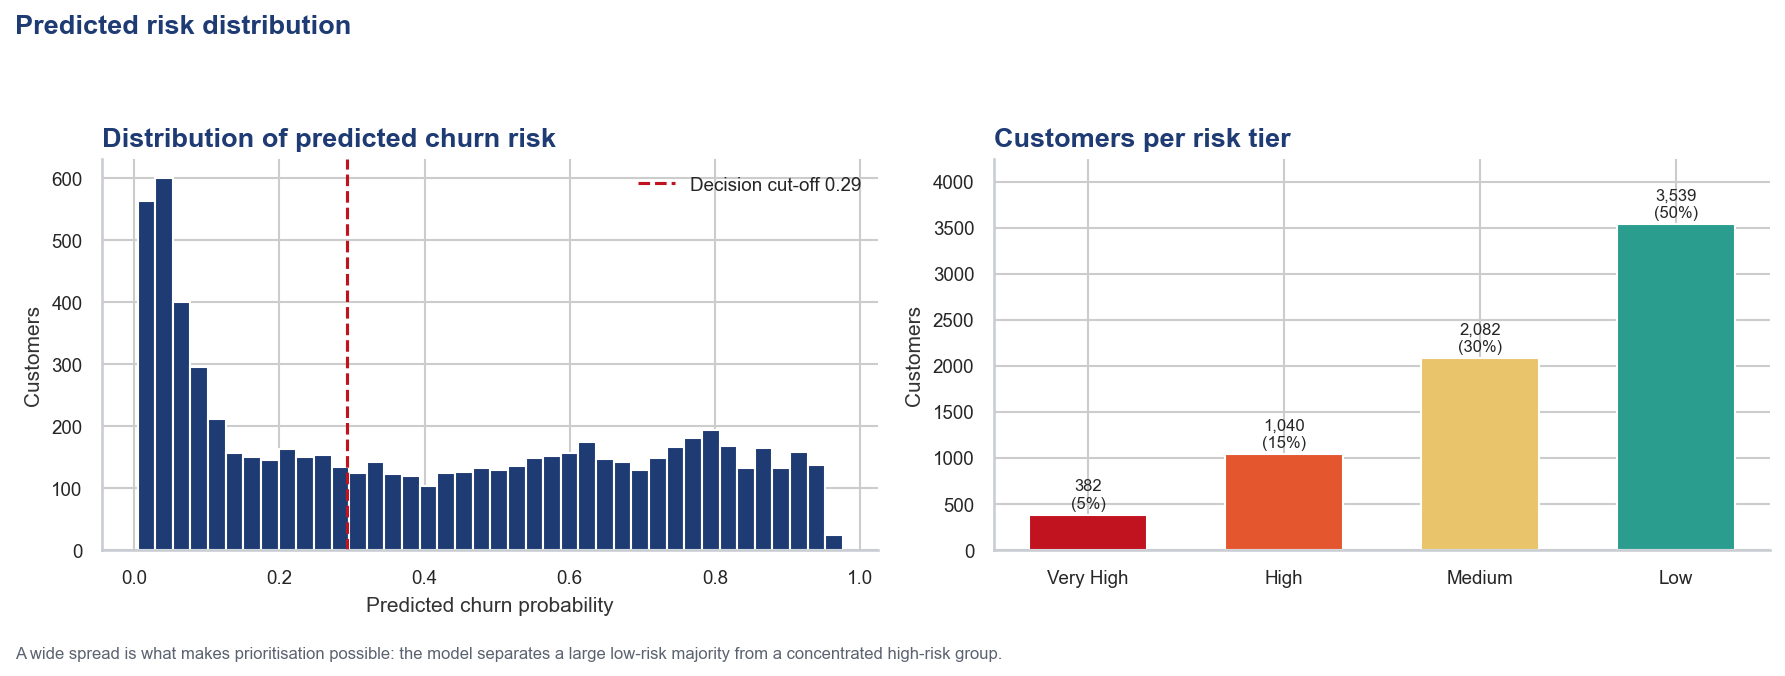 Predicted risk distribution
Distribution of predicted churn risk
600
500
400
300
200
100
0
Customers
Decision cut-off 0.29
0.0
0.2
0.4
0.6
0.8
1.0
Predicted churn probability
Customers per risk tier
4000
3500
3000
2500
2000
1500
1000
500
0
Customers
382
(5%)
1,040
(15%)
2,082
(30%)
3,539
(50%)
Very High
High
Medium
Low
A wide spread is what makes prioritisation possible: the model separates a large low-risk majority from a concentrated high-risk group.